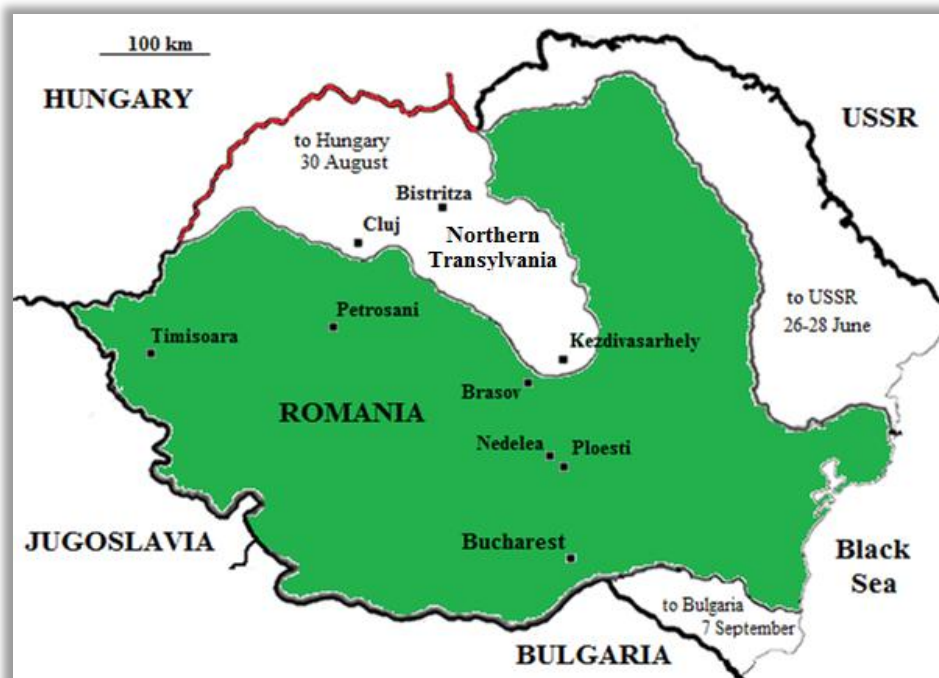 100 km
HUNGARY
USSR
to Hungary
30 August
Bistritza
Cluj
Northern
Transylvania
to USSR
26-28 June
Petrosani
Timisoara
Kezdivasarhely
Brasov
ROMANIA
Nedelea
Ploesti
JUGOSLAVIA
Bucharest
Black
Sea
to Bulgaria
7 September
BULGARIA